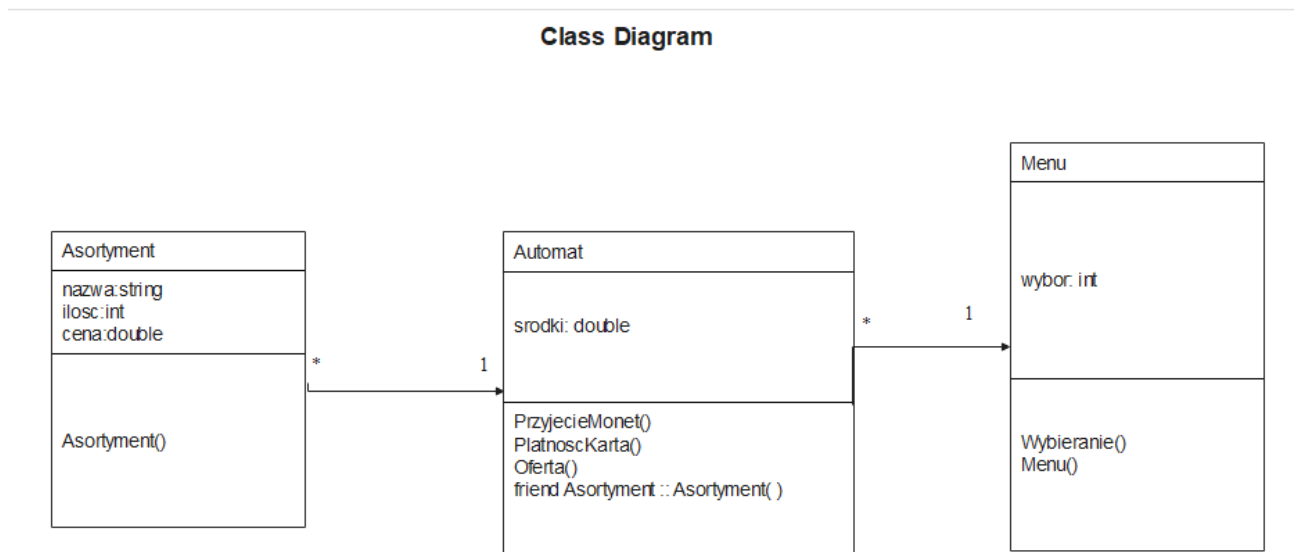 Class Diagram
Asortyment
nazwa:string
ilosc:int
cena:double
Asortyment()
*
1
Automat
srodki: double
PrzyjecieMonet()
PlatnoscKarta()
Oferta()
friend Asortyment :: Asortyment( )
*
1
Menu
wybor: int
Wybieranie()
Menu()